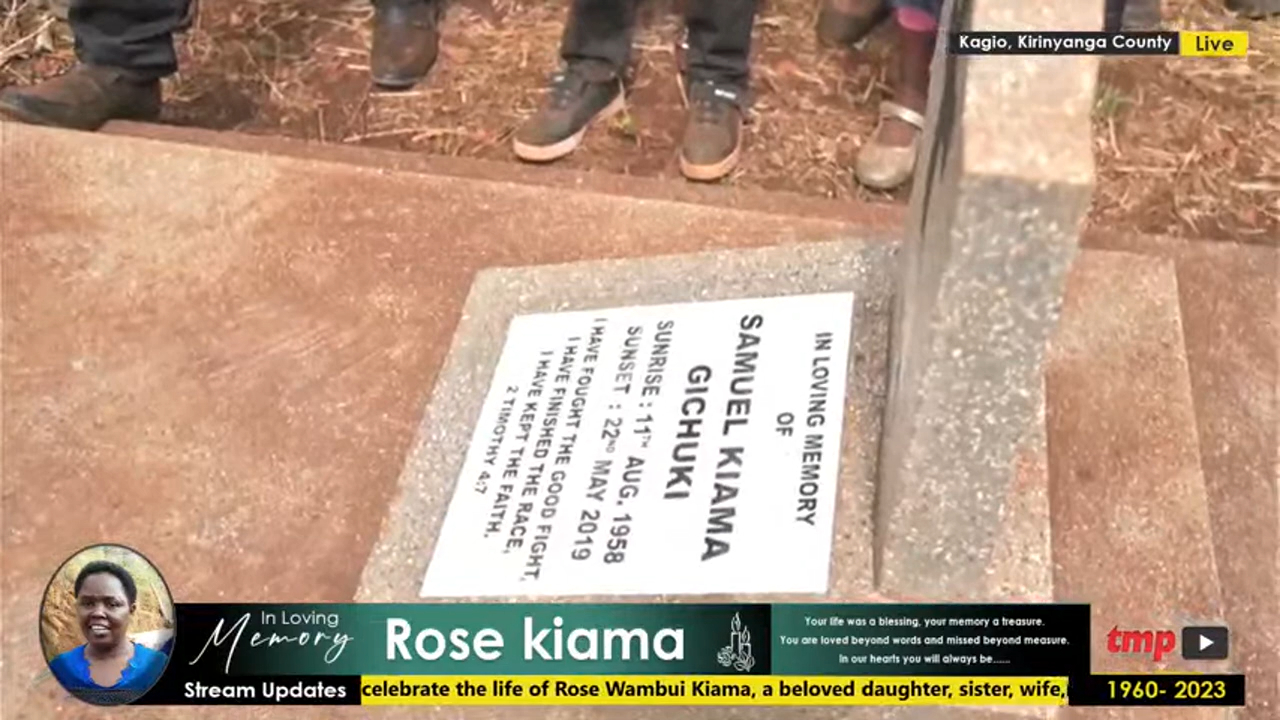 Kagio, Kirinyanga County
Live
IN LOVING MEMORY
OF
SAMUEL KIAMA
GICHUKI
SUNRISE : 11TH AUG. 1958
SUNSET : 22ND MAY 2019
I HAVE FOUGHT THE GOOD FIGHT,
I HAVE FINISHED THE RACE,
I HAVE KEPT THE FAITH.
2 TIMOTHY 4:7
In Loving
Memory
Rose kiama
Your life was a blessing, your memory a treasure.
You are loved beyond words and missed beyond measure.
In our hearts you will always be......
tmp
Stream Updates
celebrate the life of Rose Wambui Kiama, a beloved daughter, sister, wife,
1960- 2023